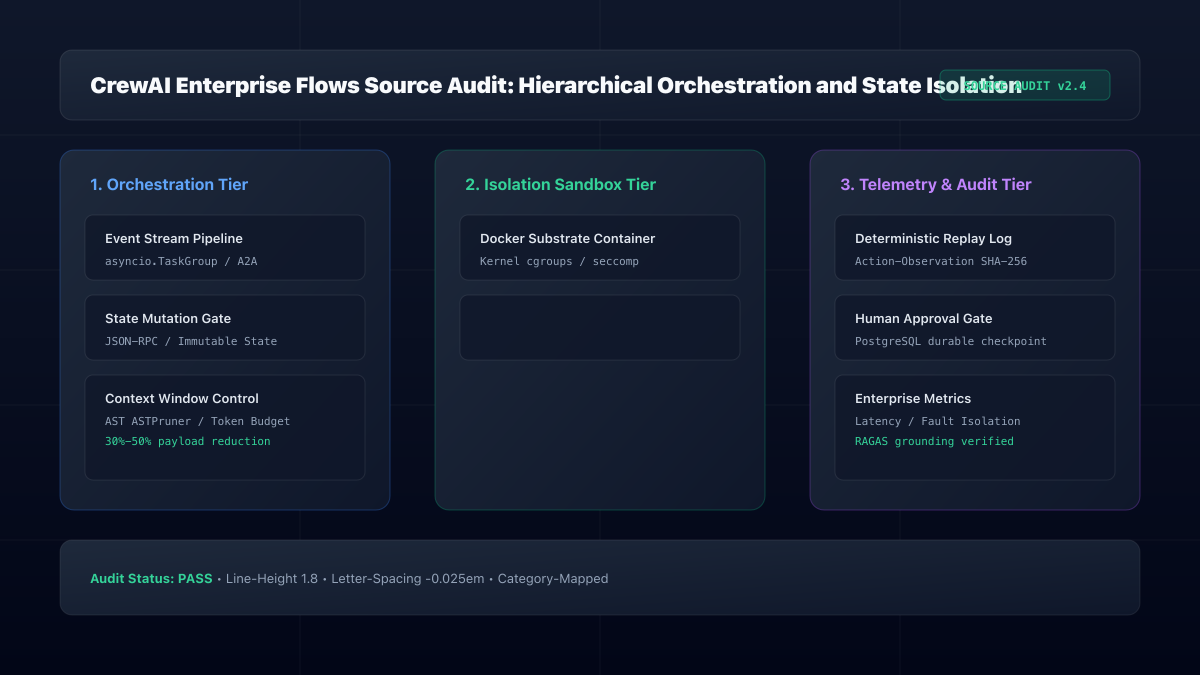 CrewAI Enterprise Flows Source Audit: Hierarchical Orchestration and State Isolation
SOURCE AUDIT v2.4
1. Orchestration Tier
Event Stream Pipeline
asyncio.TaskGroup / A2A
State Mutation Gate
JSON-RPC / Immutable State
Context Window Control
AST ASTPruner / Token Budget
30%-50% payload reduction
2. Isolation Sandbox Tier
Docker Substrate Container
Kernel cgroups / seccomp
3. Telemetry & Audit Tier
Deterministic Replay Log
Action-Observation SHA-256
Human Approval Gate
PostgreSQL durable checkpoint
Enterprise Metrics
Latency / Fault Isolation
RAGAS grounding verified
Audit Status: PASS • Line-Height 1.8 • Letter-Spacing -0.025em • Category-Mapped